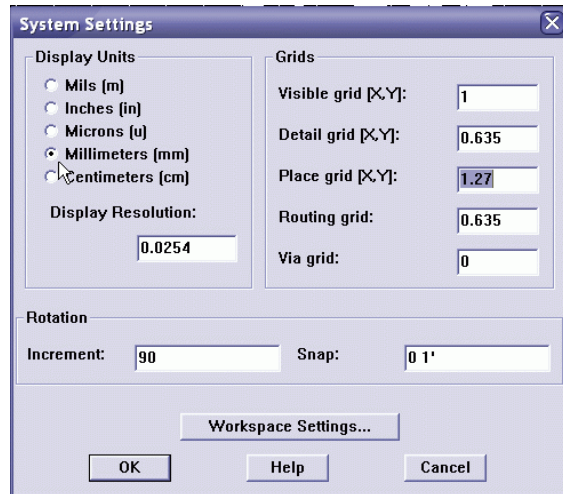 System Settings
Display Units
Mils (m)
Inches (in)
Microns (u)
Millimeters (mm)
Centimeters (cm)
Display Resolution:
0.0254
Grids
Visible grid [X,Y]: 1
Detail grid [X,Y]: 0.635
Place grid [X,Y]: 1.27
Routing grid: 0.635
Via grid: 0
Rotation
Increment: 90 Snap: 0 1'
Workspace Settings...
OK Help Cancel